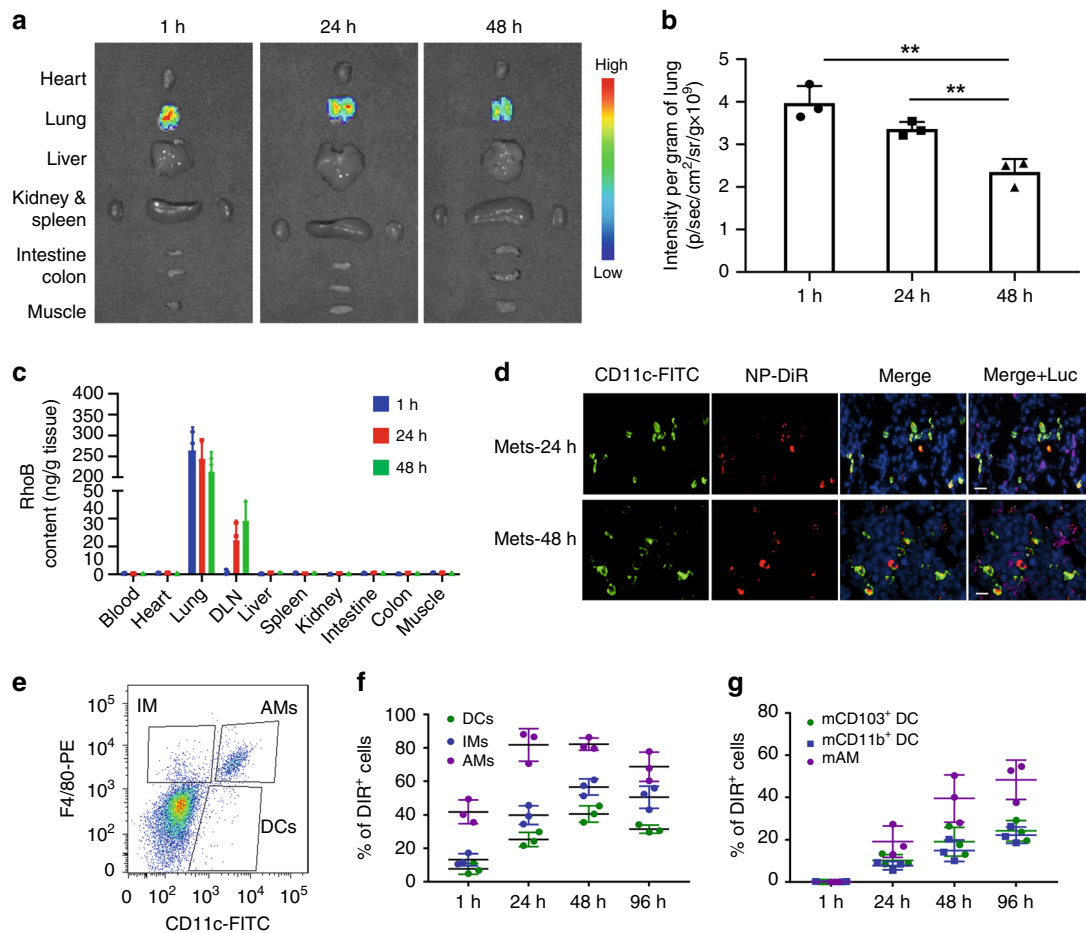 a
1 h
24 h
48 h
Heart
Lung
Liver
Kidney &
spleen
Intestine
colon
Muscle
High
Low
b
Intensity per gram of lung
(p/sec/cm²/sr/g×10⁹)
5
4
3
2
1
0
**
**
1 h
24 h
48 h
c
RhoB
content (ng/g tissue)
400
350
300
250
200
50
40
30
20
10
0
1 h
24 h
48 h
Blood
Heart
Lung
DLN
Liver
Spleen
Kidney
Intestine
Colon
Muscle
d
CD11c-FITC
NP-DiR
Merge
Merge+Luc
Mets-24 h
Mets-48 h
e
F4/80-PE
10⁵
10⁴
10³
10²
0
IM
AMs
DCs
0
10²
10³
10⁴
10⁵
CD11c-FITC
f
% of DIR⁺ cells
100
80
60
40
20
0
DCs
IMs
AMs
1 h
24 h
48 h
96 h
g
% of DIR⁺ cells
80
60
40
20
0
mCD103⁺ DC
mCD11b⁺ DC
mAM
1 h
24 h
48 h
96 h